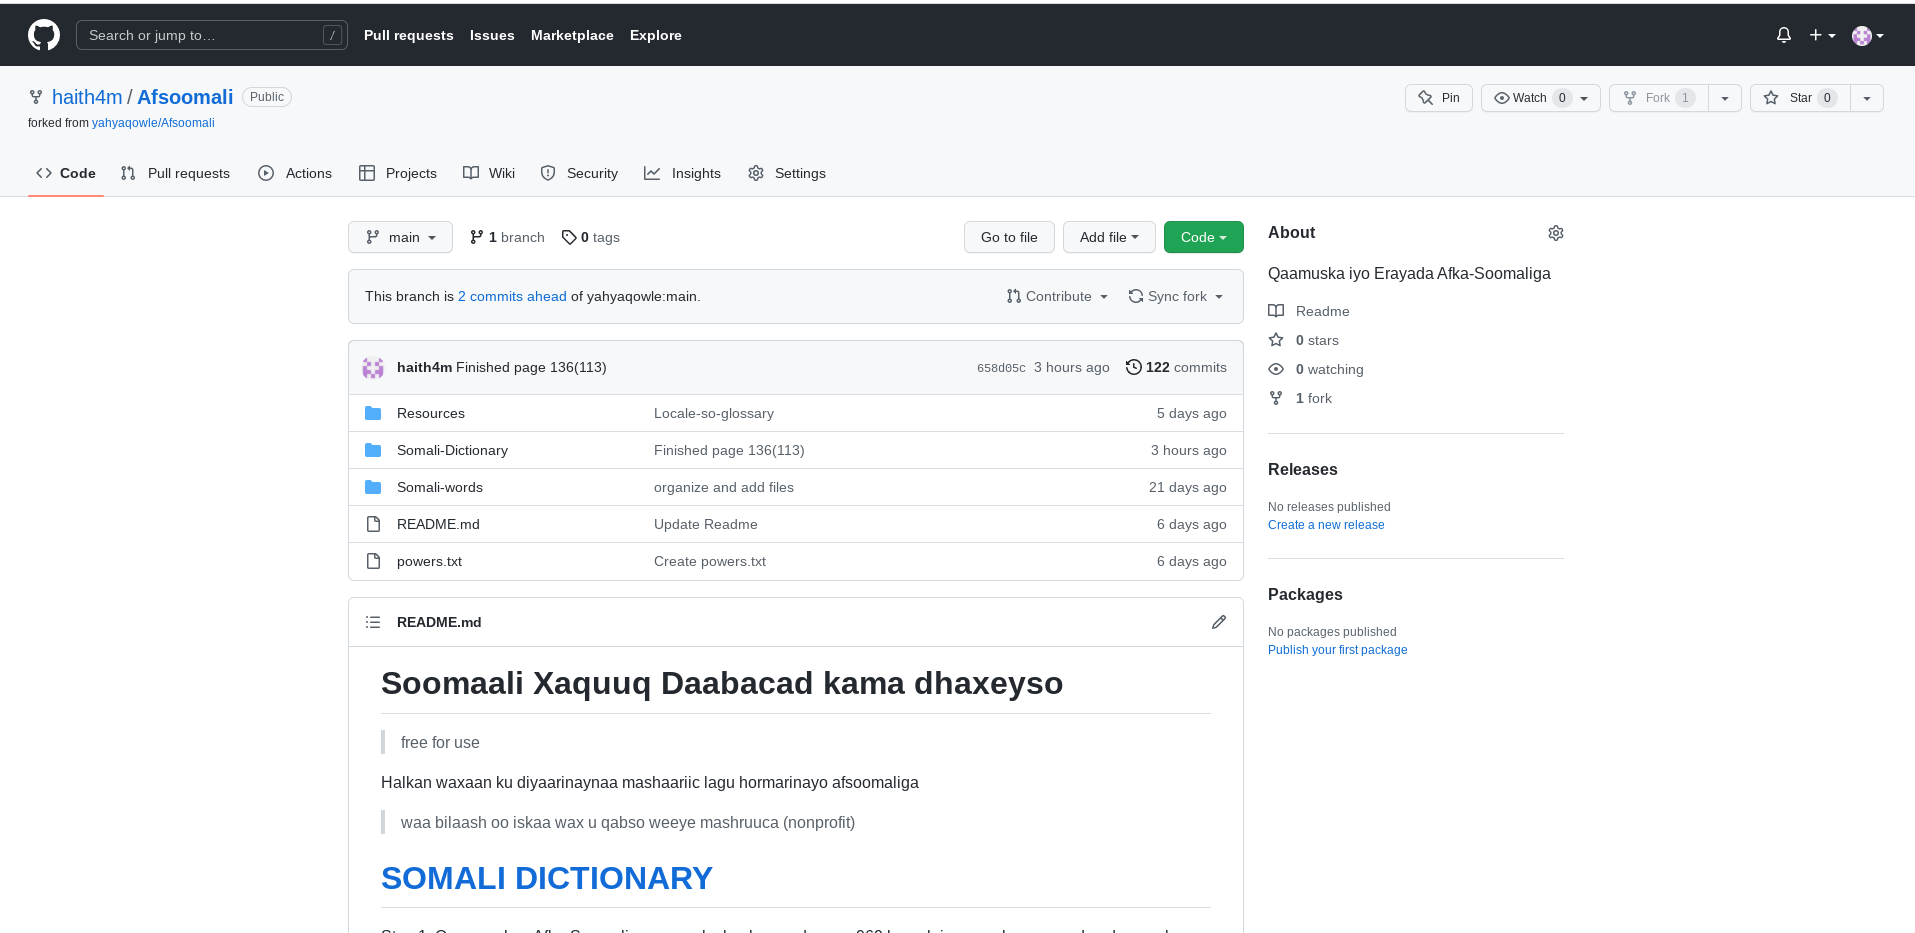 Search or jump to…
/
Pull requests
Issues
Marketplace
Explore
haith4m / Afsoomali
Public
forked from yahyaqowle/Afsoomali
Pin
Watch 0
Fork 1
Star 0
Code
Pull requests
Actions
Projects
Wiki
Security
Insights
Settings
main
1 branch
0 tags
Go to file
Add file
Code
This branch is 2 commits ahead of yahyaqowle:main.
Contribute
Sync fork
haith4m Finished page 136(113)
658d05c 3 hours ago
122 commits
Resources Locale-so-glossary 5 days ago
Somali-Dictionary Finished page 136(113) 3 hours ago
Somali-words organize and add files 21 days ago
README.md Update Readme 6 days ago
powers.txt Create powers.txt 6 days ago
README.md
Soomaali Xaquuq Daabacad kama dhaxeyso
free for use
Halkan waxaan ku diyaarinaynaa mashaariic lagu hormarinayo afsoomaliga
waa bilaash oo iskaa wax u qabso weeye mashruuca (nonprofit)
SOMALI DICTIONARY
About
Qaamuska iyo Erayada Afka-Soomaliga
Readme
0 stars
0 watching
1 fork
Releases
No releases published
Create a new release
Packages
No packages published
Publish your first package